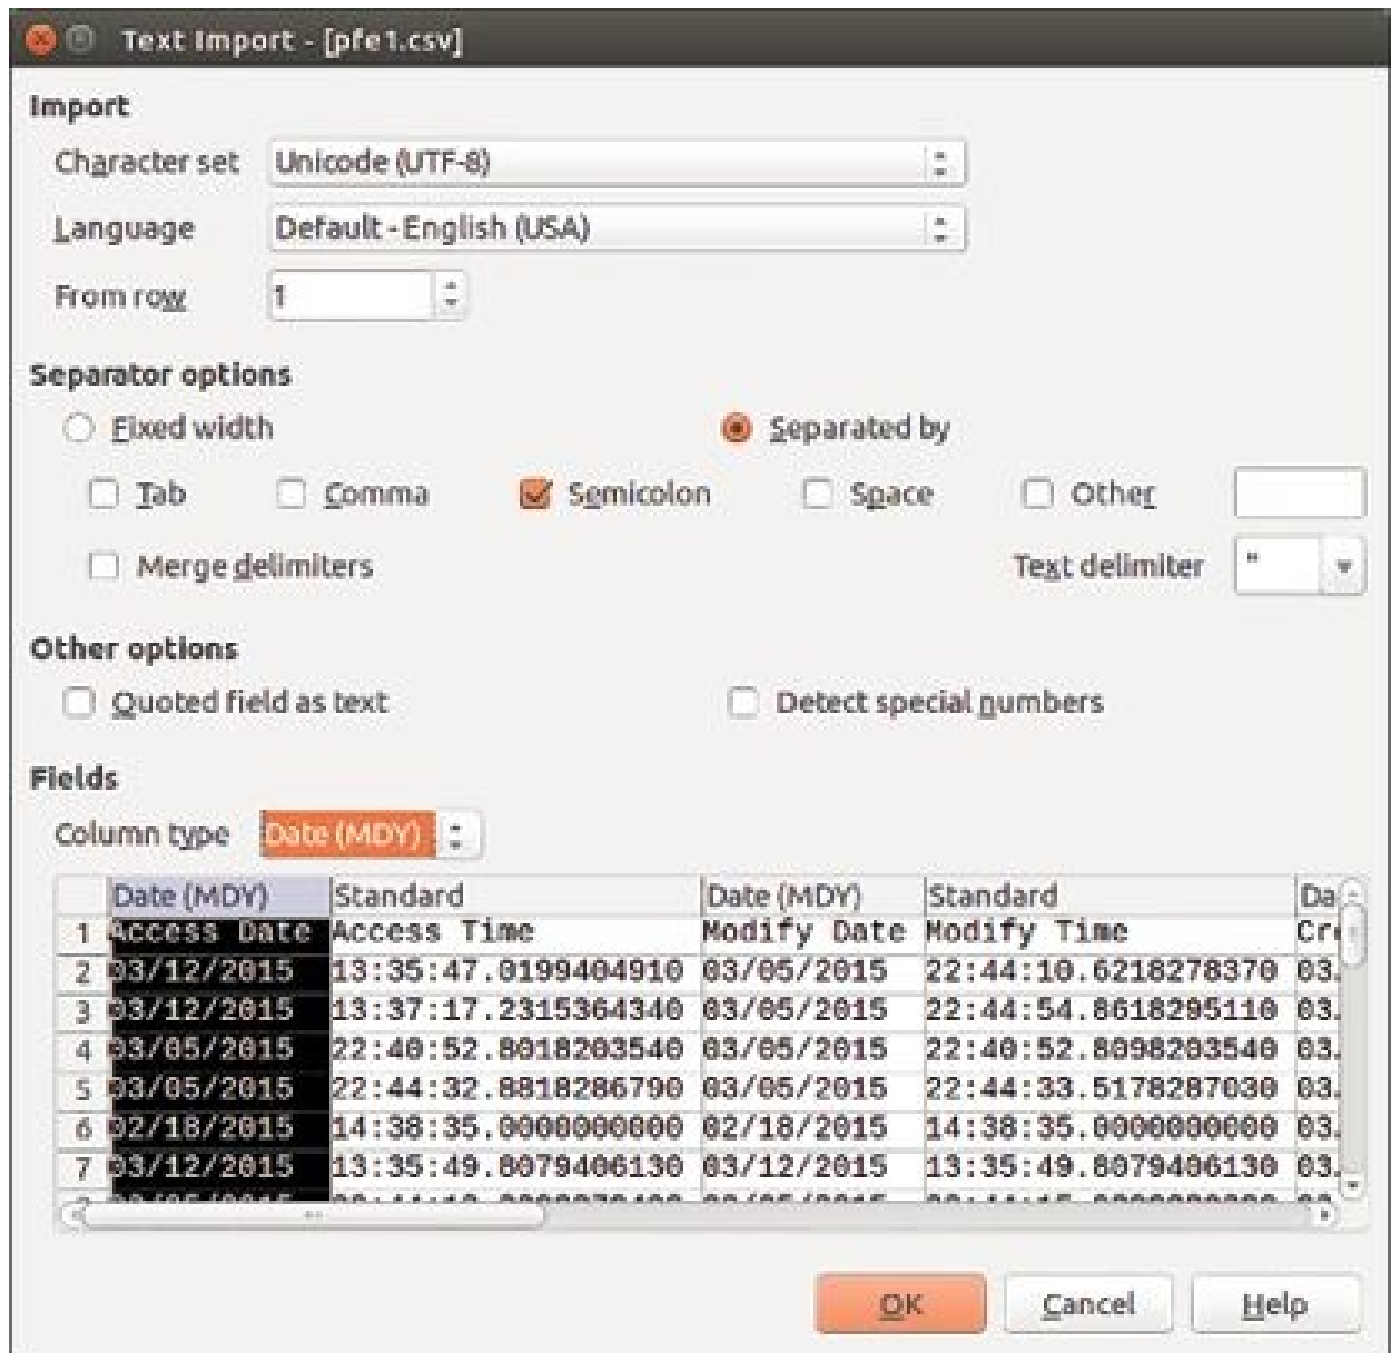 Text Import - [pfe1.csv]
Import
Character set Unicode (UTF-8)
Language Default - English (USA)
From row 1
Separator options
Fixed width Separated by
Tab Comma Semicolon Space Other
Merge delimiters Text delimiter "
Other options
Quoted field as text Detect special numbers
Fields
Column type Date (MDY)
Date (MDY) Standard Date (MDY) Standard Da
1 Access Date Access Time Modify Date Modify Time Cr
2 03/12/2015 13:35:47.0199404910 03/05/2015 22:44:10.6218278370 03
3 03/12/2015 13:37:17.2315364340 03/05/2015 22:44:54.8618295110 03
4 03/05/2015 22:40:52.8018203540 03/05/2015 22:40:52.8098203540 03
5 03/05/2015 22:44:32.8818286790 03/05/2015 22:44:33.5178287030 03
6 02/18/2015 14:38:35.0000000000 02/18/2015 14:38:35.0000000000 03
7 03/12/2015 13:35:49.8079406130 03/12/2015 13:35:49.8079406130 03
OK Cancel Help